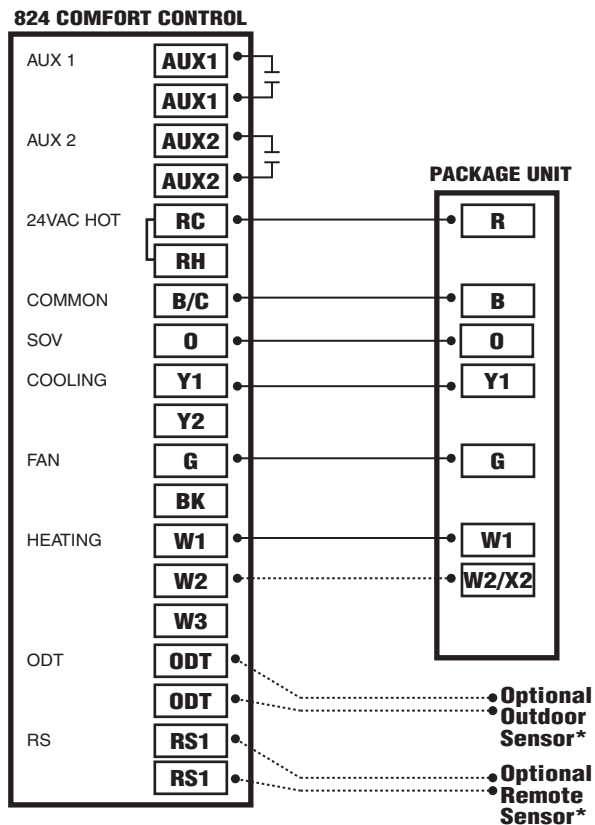 824 COMFORT CONTROL
AUX 1 AUX1
AUX1
AUX 2 AUX2
AUX2
PACKAGE UNIT
24VAC HOT RC R
RH
COMMON B/C B
SOV O O
COOLING Y1 Y1
Y2
FAN G G
BK
HEATING W1 W1
W2 W2/X2
W3
ODT ODT
ODT
Optional
Outdoor
Sensor*
RS RS1
RS1
Optional
Remote
Sensor*